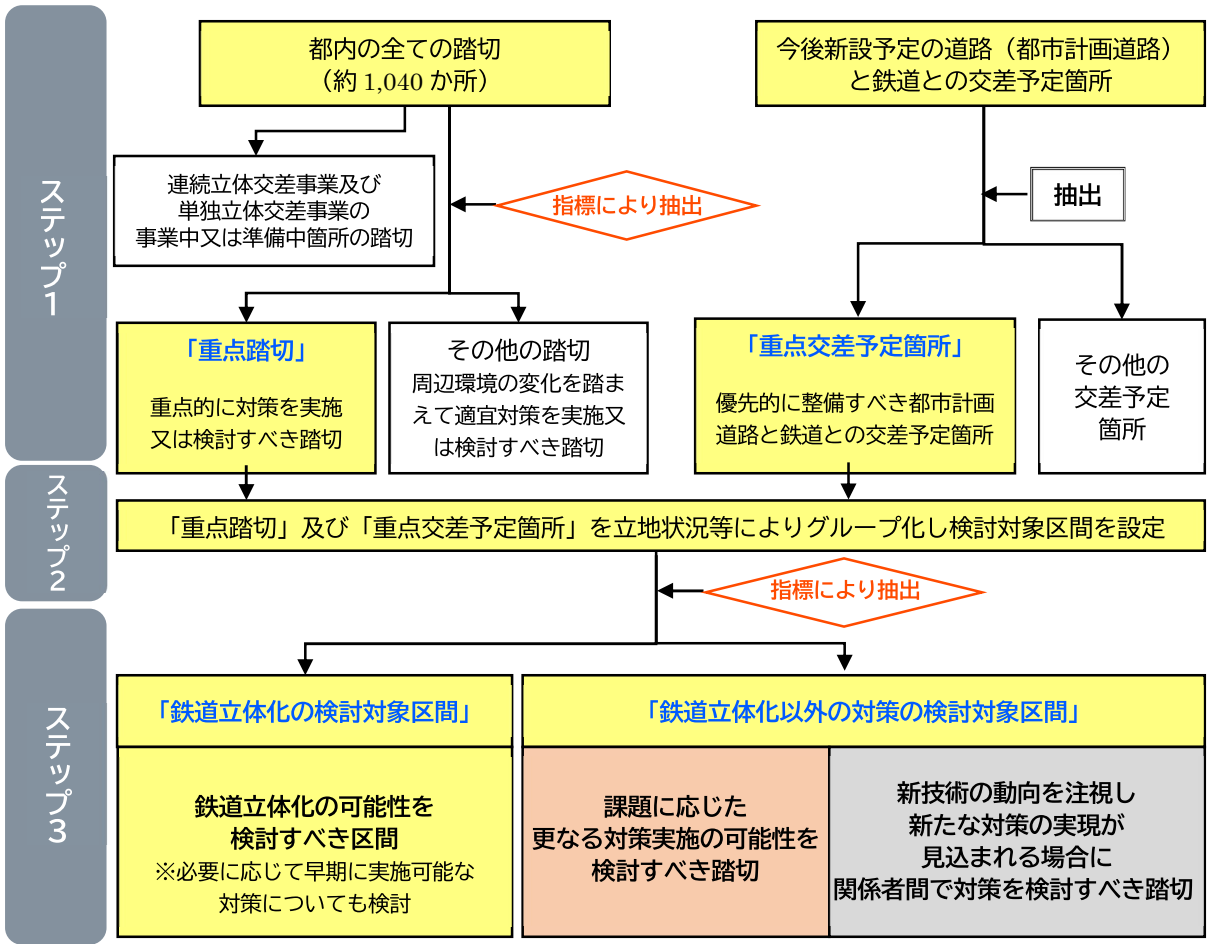 ステップ1
都内の全ての踏切
（約 1,040 か所）
今後新設予定の道路（都市計画道路）
と鉄道との交差予定箇所
連続立体交差事業及び
単独立体交差事業の
事業中又は準備中箇所の踏切
指標により抽出
抽出
「重点踏切」
重点的に対策を実施
又は検討すべき踏切
その他の踏切
周辺環境の変化を踏ま
えて適宜対策を実施又
は検討すべき踏切
「重点交差予定箇所」
優先的に整備すべき都市計画
道路と鉄道との交差予定箇所
その他の
交差予定
箇所
ステップ2
「重点踏切」及び「重点交差予定箇所」を立地状況等によりグループ化し検討対象区間を設定
指標により抽出
ステップ3
「鉄道立体化の検討対象区間」
鉄道立体化の可能性を
検討すべき区間
※必要に応じて早期に実施可能な
対策についても検討
「鉄道立体化以外の対策の検討対象区間」
課題に応じた
更なる対策実施の可能性を
検討すべき踏切
新技術の動向を注視し
新たな対策の実現が
見込まれる場合に
関係者間で対策を検討すべき踏切